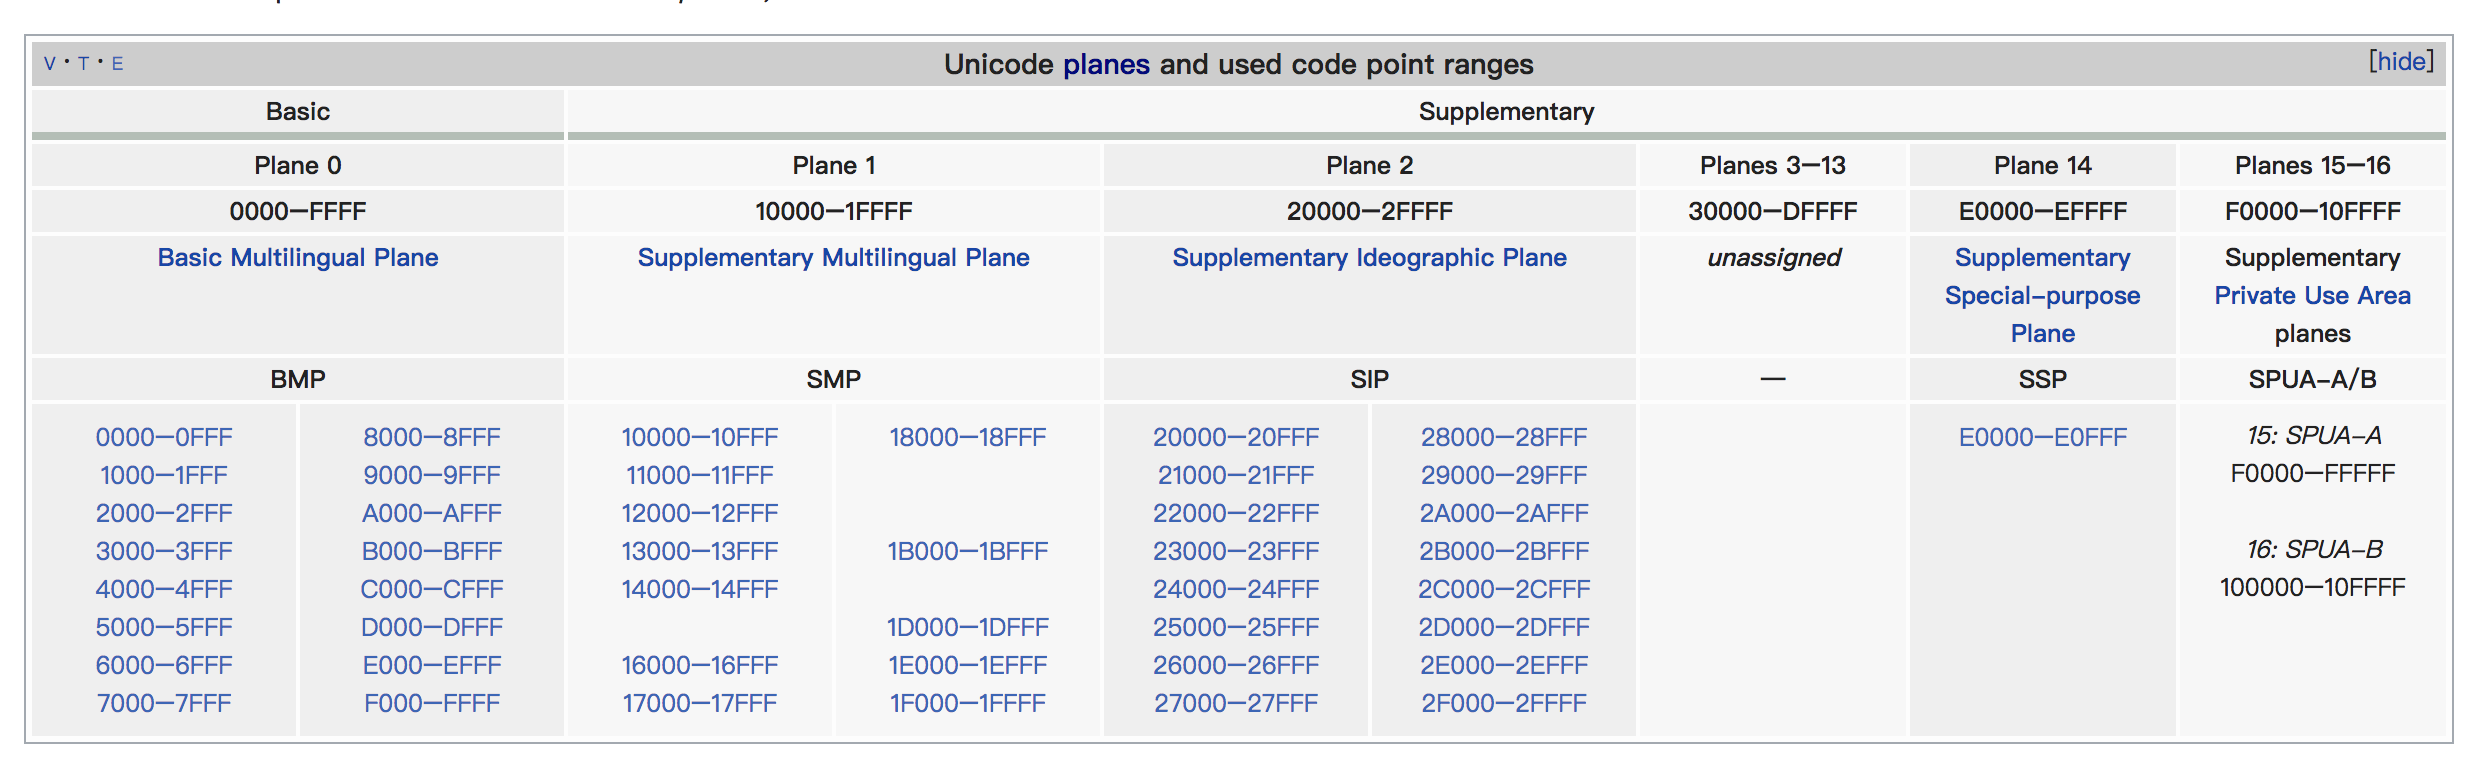 V · T · E Unicode planes and used code point ranges [hide]
Basic Supplementary
Plane 0 Plane 1 Plane 2 Planes 3–13 Plane 14 Planes 15–16
0000–FFFF 10000–1FFFF 20000–2FFFF 30000–DFFFF E0000–EFFFF F0000–10FFFF
Basic Multilingual Plane Supplementary Multilingual Plane Supplementary Ideographic Plane unassigned Supplementary Supplementary
Special-purpose Private Use Area
Plane planes
BMP SMP SIP — SSP SPUA-A/B
0000–0FFF 8000–8FFF 10000–10FFF 18000–18FFF 20000–20FFF 28000–28FFF E0000–E0FFF 15: SPUA-A
1000–1FFF 9000–9FFF 11000–11FFF 21000–21FFF 29000–29FFF F0000–FFFFF
2000–2FFF A000–AFFF 12000–12FFF 22000–22FFF 2A000–2AFFF
3000–3FFF B000–BFFF 13000–13FFF 1B000–1BFFF 23000–23FFF 2B000–2BFFF 16: SPUA-B
4000–4FFF C000–CFFF 14000–14FFF 24000–24FFF 2C000–2CFFF 100000–10FFFF
5000–5FFF D000–DFFF 1D000–1DFFF 25000–25FFF 2D000–2DFFF
6000–6FFF E000–EFFF 16000–16FFF 1E000–1EFFF 26000–26FFF 2E000–2EFFF
7000–7FFF F000–FFFF 17000–17FFF 1F000–1FFFF 27000–27FFF 2F000–2FFFF